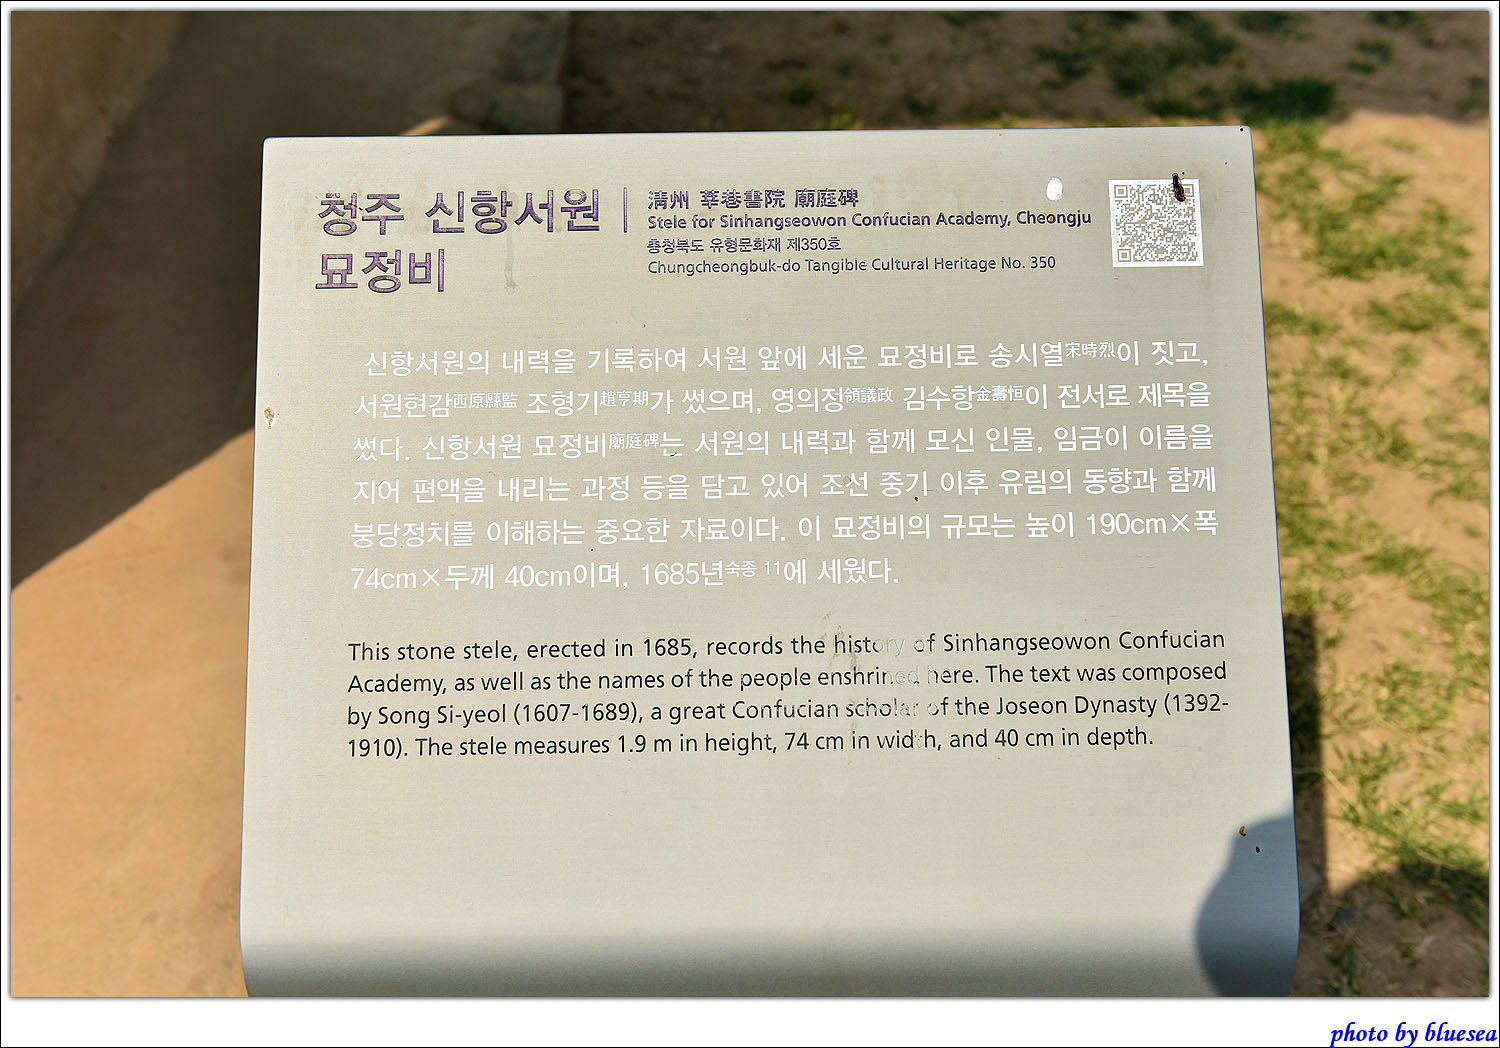 청주 신항서원
묘정비
淸州 莘巷書院 廟庭碑
Stele for Sinhangseowon Confucian Academy, Cheongju
충청북도 유형문화재 제350호
Chungcheongbuk-do Tangible Cultural Heritage No. 350
신항서원의 내력을 기록하여 서원 앞에 세운 묘정비로 송시열宋時烈이 짓고,
서원현감西原縣監 조형기趙亨期가 썼으며, 영의정領議政 김수항金壽恒이 전서로 제목을
썼다. 신항서원 묘정비廟庭碑는 서원의 내력과 함께 모신 인물, 임금이 이름을
지어 편액을 내리는 과정 등을 담고 있어 조선 중기 이후 유림의 동향과 함께
붕당정치를 이해하는 중요한 자료이다. 이 묘정비의 규모는 높이 190cm×폭
74cm×두께 40cm이며, 1685년숙종 11에 세웠다.
This stone stele, erected in 1685, records the history of Sinhangseowon Confucian
Academy, as well as the names of the people enshrined here. The text was composed
by Song Si-yeol (1607-1689), a great Confucian scholar of the Joseon Dynasty (1392-
1910). The stele measures 1.9 m in height, 74 cm in width, and 40 cm in depth.
photo by bluesea